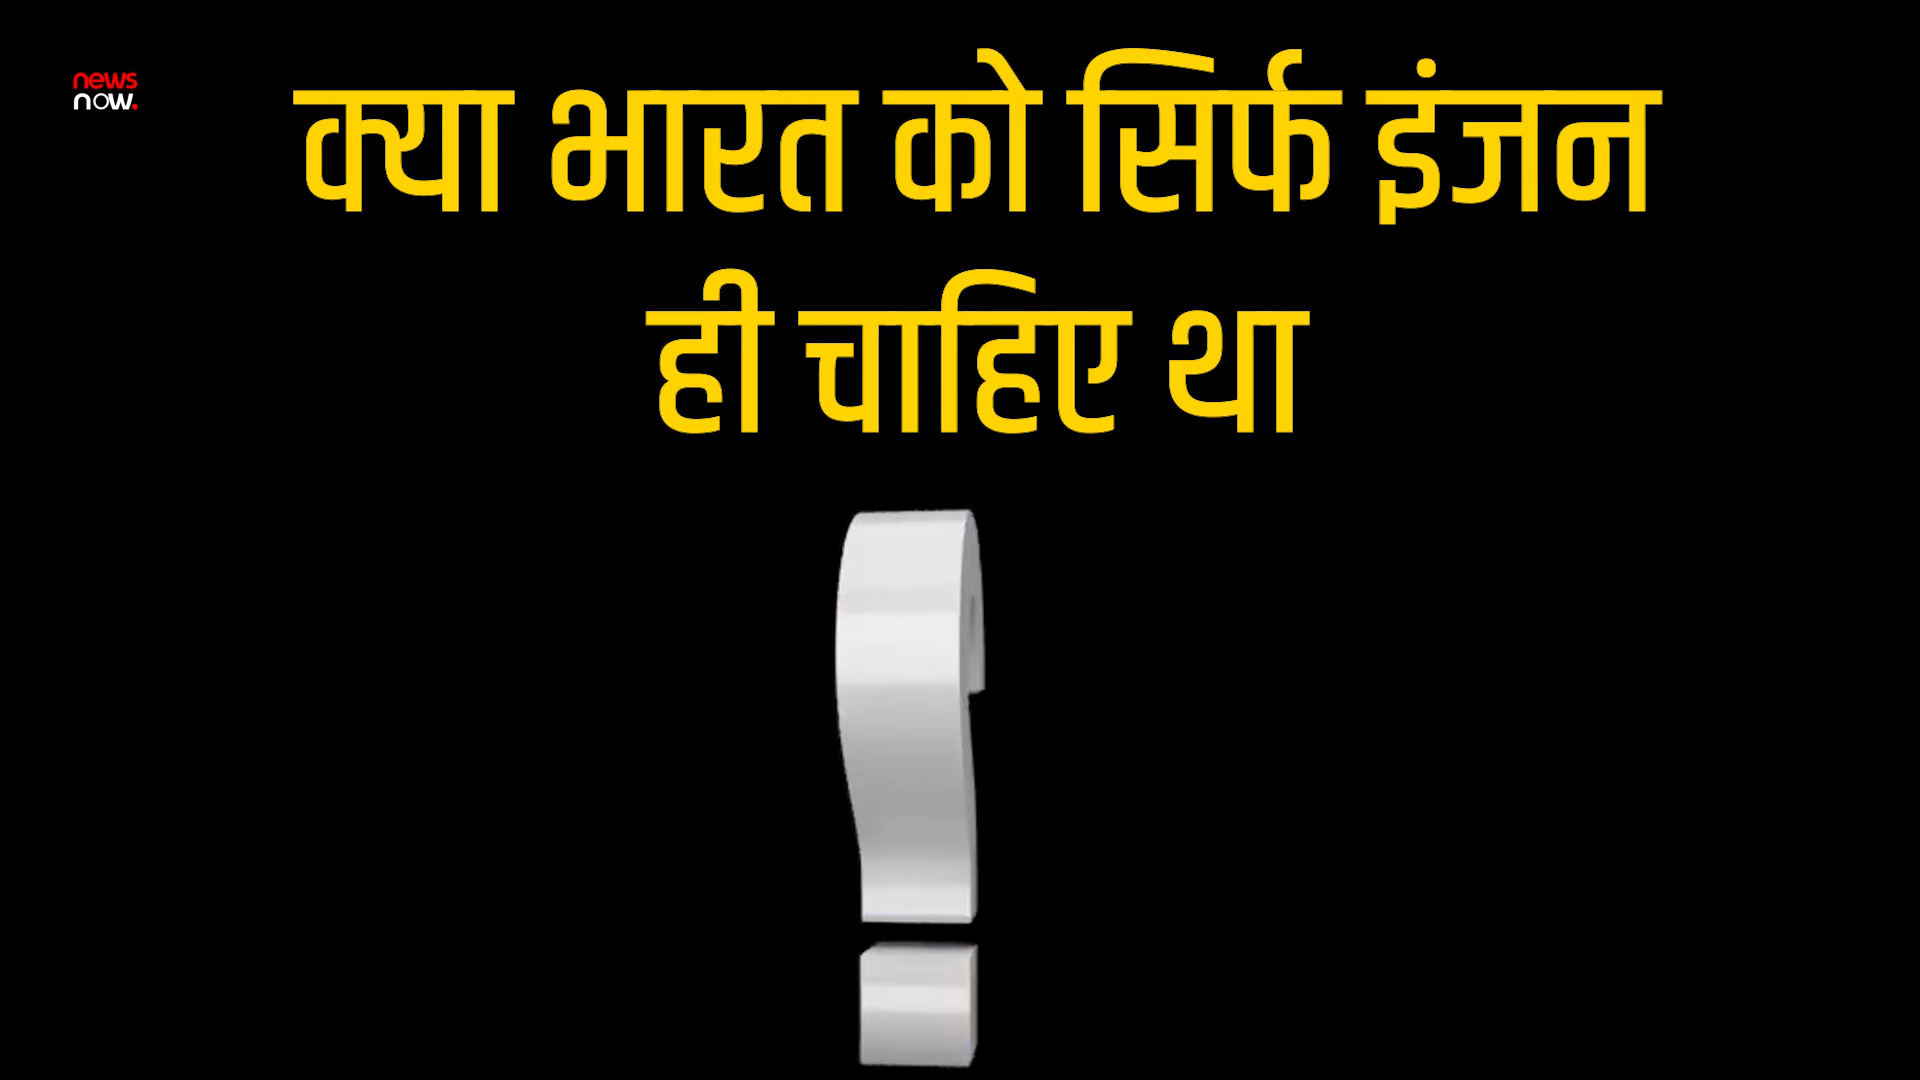 news
now.
क्या भारत को सिर्फ इंजन
ही चाहिए था
?